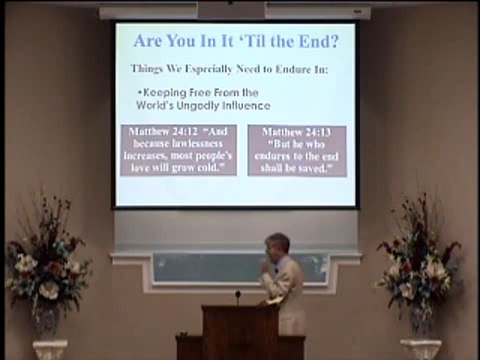 Are You In It ‘Til the End?
Things We Especially Need to Endure In:
•Keeping Free From the
World's Ungodly Influence
Matthew 24:12 “And
because lawlessness
increases, most people's
love will grow cold.”
Matthew 24:13
“But he who
endures to the end
shall be saved.”